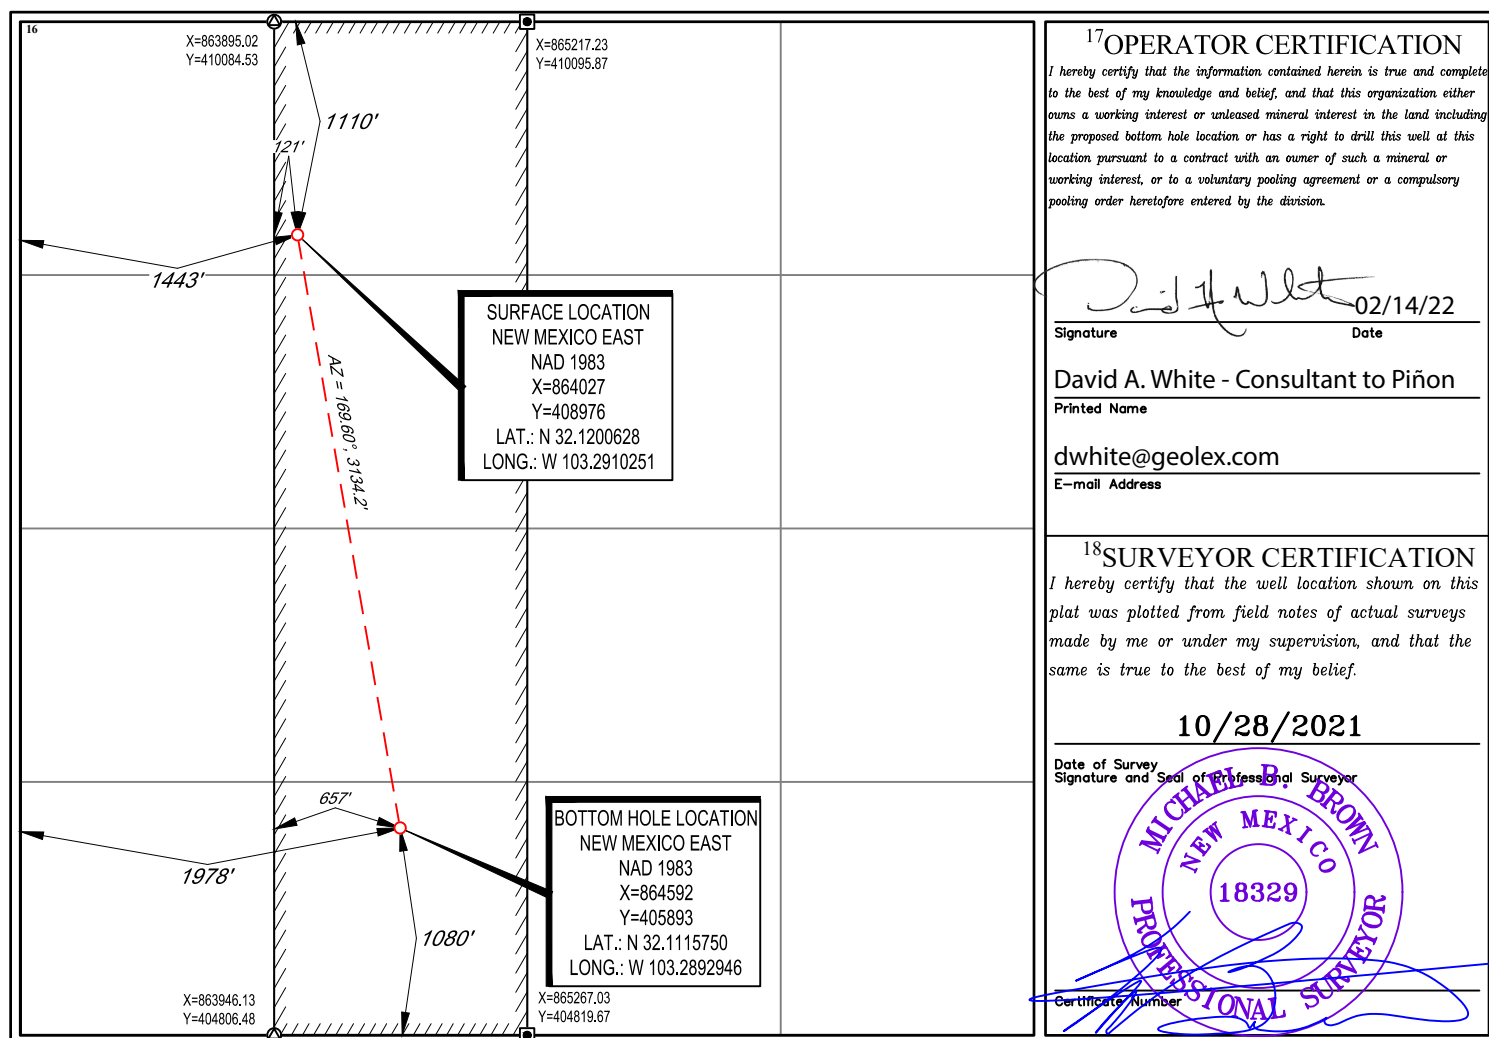 16
X=863895.02
Y=410084.53
X=865217.23
Y=410095.87
1110'
121'
1443'
SURFACE LOCATION
NEW MEXICO EAST
NAD 1983
X=864027
Y=408976
LAT.: N 32.1200628
LONG.: W 103.2910251
AZ = 169.60°, 3134.2'
657'
1978'
1080'
BOTTOM HOLE LOCATION
NEW MEXICO EAST
NAD 1983
X=864592
Y=405893
LAT.: N 32.1115750
LONG.: W 103.2892946
X=863946.13
Y=404806.48
X=865267.03
Y=404819.67
17OPERATOR CERTIFICATION
I hereby certify that the information contained herein is true and complete
to the best of my knowledge and belief, and that this organization either
owns a working interest or unleased mineral interest in the land including
the proposed bottom hole location or has a right to drill this well at this
location pursuant to a contract with an owner of such a mineral or
working interest, or to a voluntary pooling agreement or a compulsory
pooling order heretofore entered by the division.
02/14/22
Signature Date
David A. White - Consultant to Piñon
Printed Name
dwhite@geolex.com
E-mail Address
18SURVEYOR CERTIFICATION
I hereby certify that the well location shown on this
plat was plotted from field notes of actual surveys
made by me or under my supervision, and that the
same is true to the best of my belief.
10/28/2021
Date of Survey
Signature and Seal of Professional Surveyor
MICHAEL B. BROWN
NEW MEXICO
18329
PROFESSIONAL SURVEYOR
Certificate Number